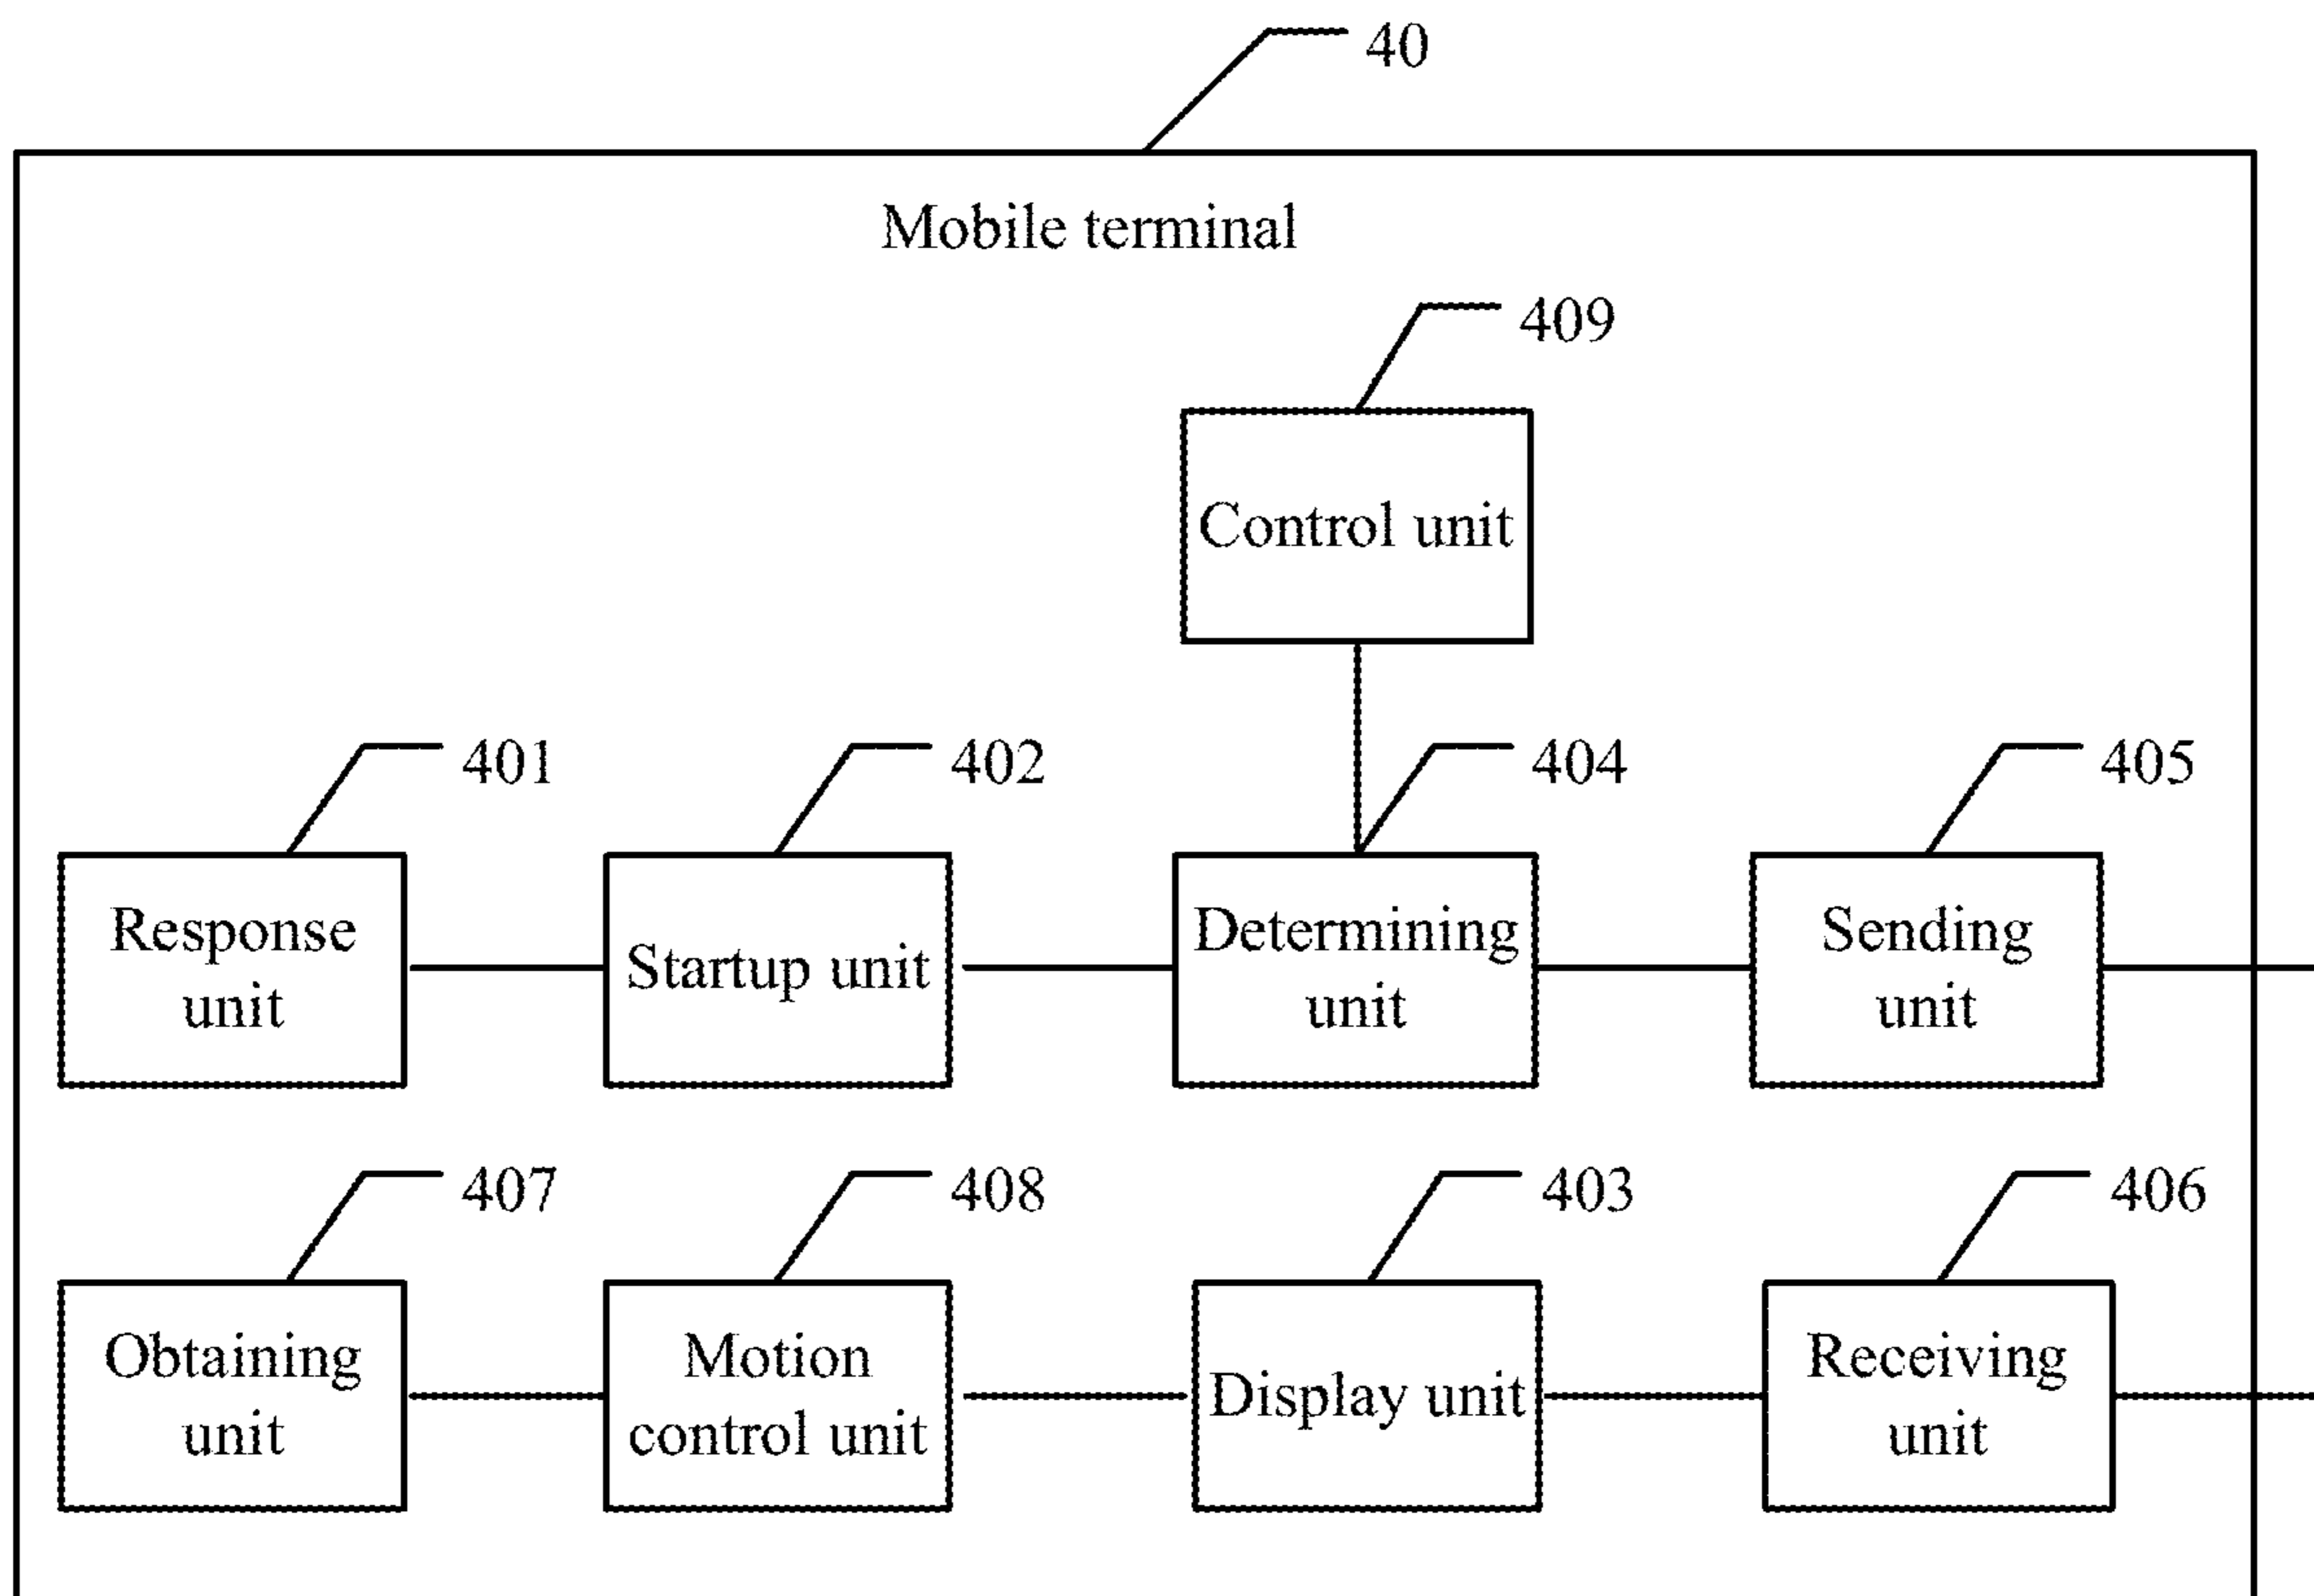 40
Mobile terminal
409
Control unit
401
402
404
405
Response
unit
Startup unit
Determining
unit
Sending
unit
407
408
403
406
Obtaining
unit
Motion
control unit
Display unit
Receiving
unit